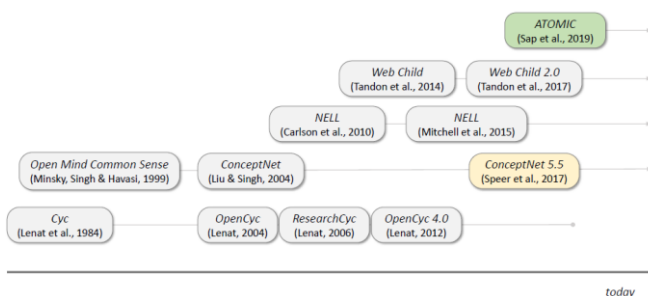 ATOMIC
(Sap et al., 2019)
Web Child
(Tandon et al., 2014)
Web Child 2.0
(Tandon et al., 2017)
NELL
(Carlson et al., 2010)
NELL
(Mitchell et al., 2015)
Open Mind Common Sense
(Minsky, Singh & Havasi, 1999)
ConceptNet
(Liu & Singh, 2004)
ConceptNet 5.5
(Speer et al., 2017)
Cyc
(Lenat et al., 1984)
OpenCyc
(Lenat, 2004)
ResearchCyc
(Lenat, 2006)
OpenCyc 4.0
(Lenat, 2012)
today